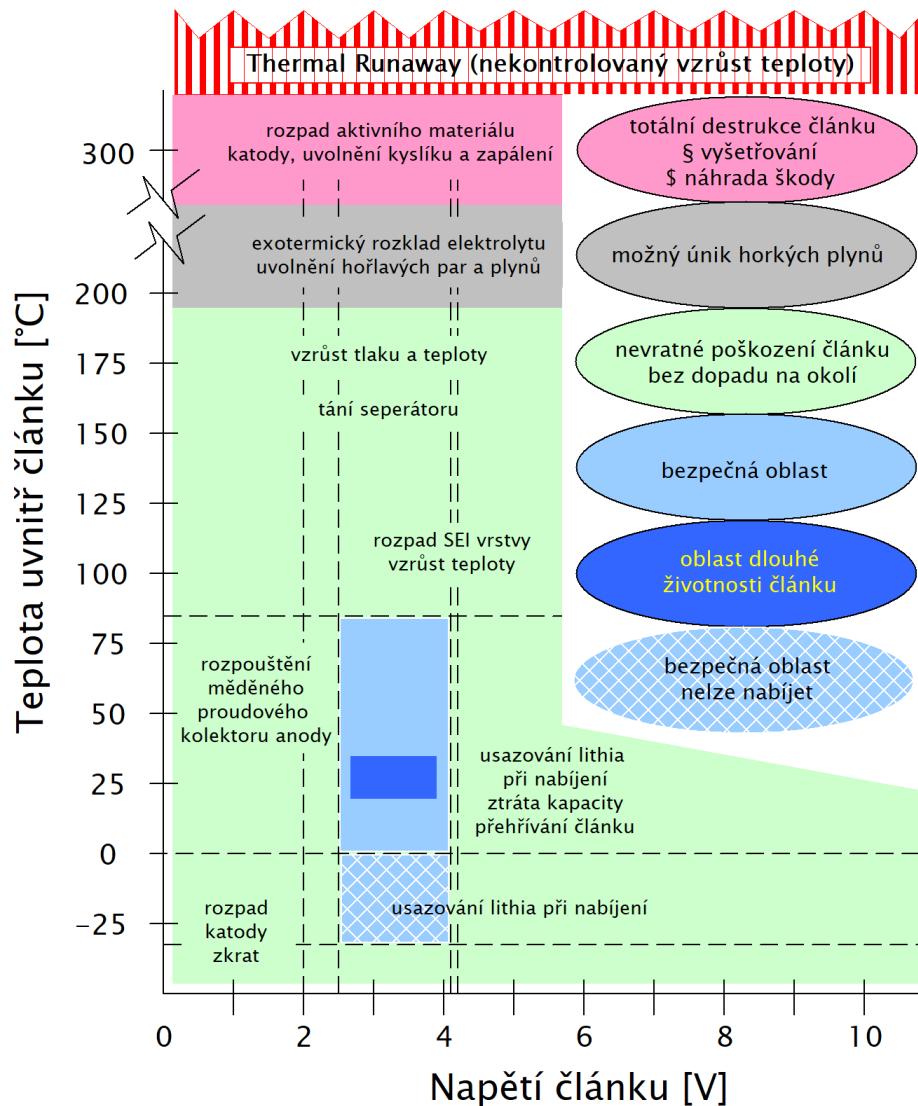 Thermal Runaway (nekontrolovaný vzrůst teploty)
rozpad aktivního materiálu
katody, uvolnění kyslíku a zapálení
totální destrukce článku
§ vyšetřování
$ náhrada škody
exotermický rozklad elektrolytu
uvolnění hořlavých par a plynů
možný únik horkých plynů
vzrůst tlaku a teploty
tání seperátoru
nevratné poškození článku
bez dopadu na okolí
bezpečná oblast
rozpad SEI vrstvy
vzrůst teploty
oblast dlouhé
životnosti článku
rozpouštění
měděného
proudového
kolektoru anody
bezpečná oblast
nelze nabíjet
usazování lithia
při nabíjení
ztráta kapacity
přehřívání článku
rozpad
katody
zkrat
usazování lithia při nabíjení
Teplota uvnitř článku [°C]
300
200
175
150
125
100
75
50
25
0
−25
0
2
4
6
8
10
Napětí článku [V]